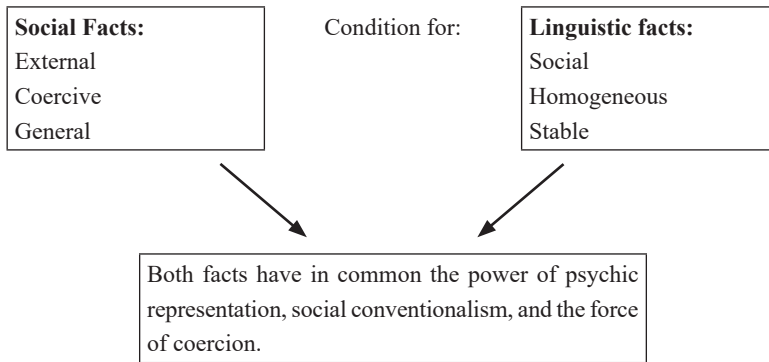 Social Facts:
External
Coercive
General
Condition for:
Linguistic facts:
Social
Homogeneous
Stable
Both facts have in common the power of psychic
representation, social conventionalism, and the force
of coercion.